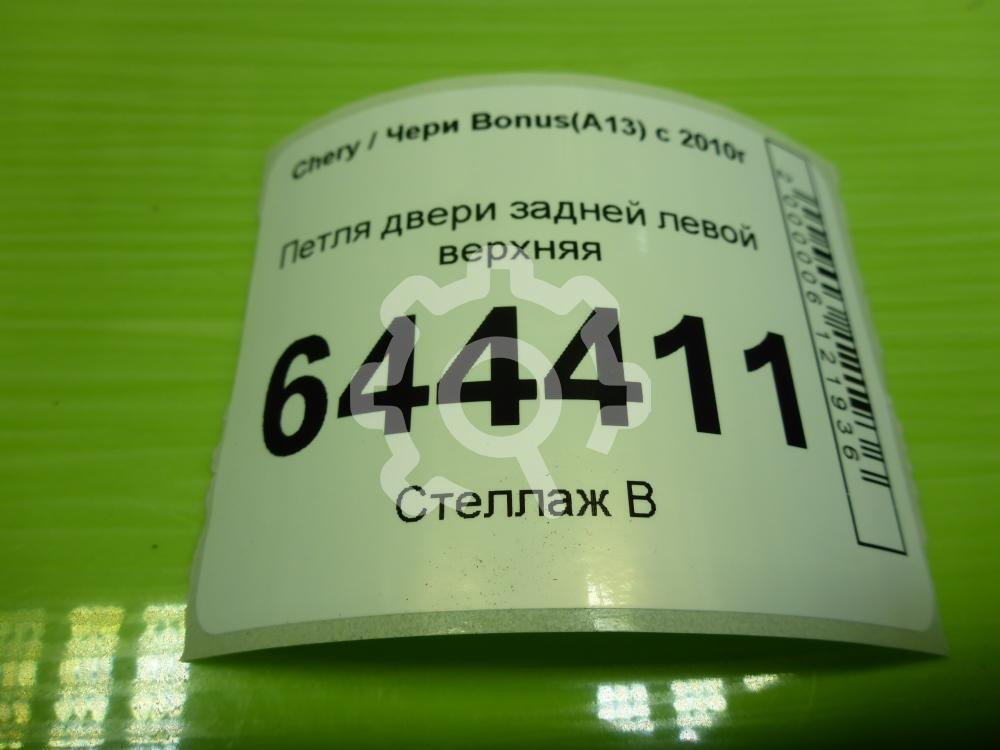 Chery / Чери Bonus(A13) с 2010г
Петля двери задней левой
верхняя
644411
Стеллаж В
2000006121936